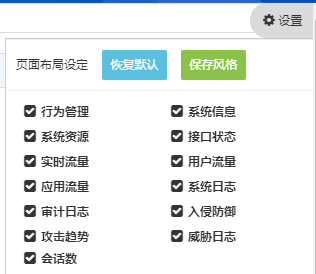 设置
页面布局设定 恢复默认 保存风格
行为管理 系统信息
系统资源 接口状态
实时流量 用户流量
应用流量 系统日志
审计日志 入侵防御
攻击趋势 威胁日志
会话数